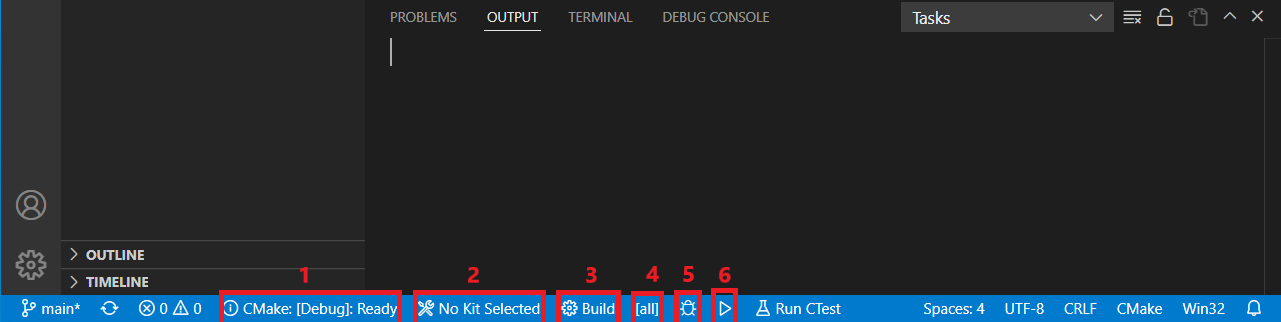 PROBLEMS OUTPUT TERMINAL DEBUG CONSOLE Tasks
OUTLINE
TIMELINE
1 2 3 4 5 6
main* 0 0 CMake: [Debug]: Ready No Kit Selected Build [all] Run CTest Spaces: 4 UTF-8 CRLF CMake Win32